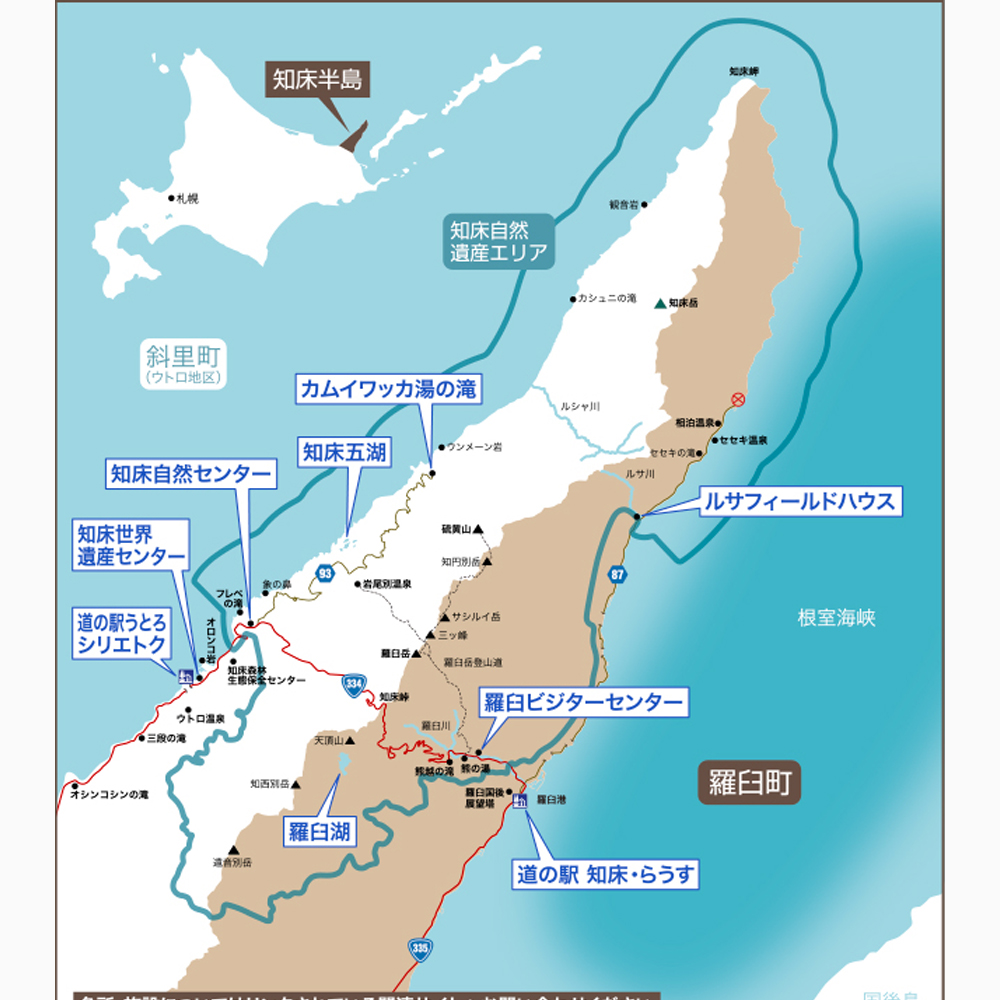 知床半島
知床岬
札幌
観音岩
知床自然
遺産エリア
カシュニの滝
知床岳
斜里町
(ウトロ地区)
カムイワッカ湯の滝
ルシャ川
相泊温泉
セセキ温泉
知床五湖
ウンメーン岩
セセキの滝
知床自然センター
ルサ川
ルサフィールドハウス
知床世界
遺産センター
硫黄山
知円別岳
93
87
象の鼻
岩尾別温泉
フレペ
の滝
道の駅うとろ
シリエトク
オロンコ岩
サシルイ岳
三ッ峰
根室海峡
羅臼岳
羅臼岳登山道
知床森林
生態保全センター
334
知床峠
羅臼ビジターセンター
ウトロ温泉
羅臼川
三段の滝
天頂山
熊越の滝
熊の湯
知西別岳
羅臼町
オシンコシンの滝
羅臼国後
展望塔
羅臼港
羅臼湖
遠音別岳
道の駅 知床・らうす
335
国後島